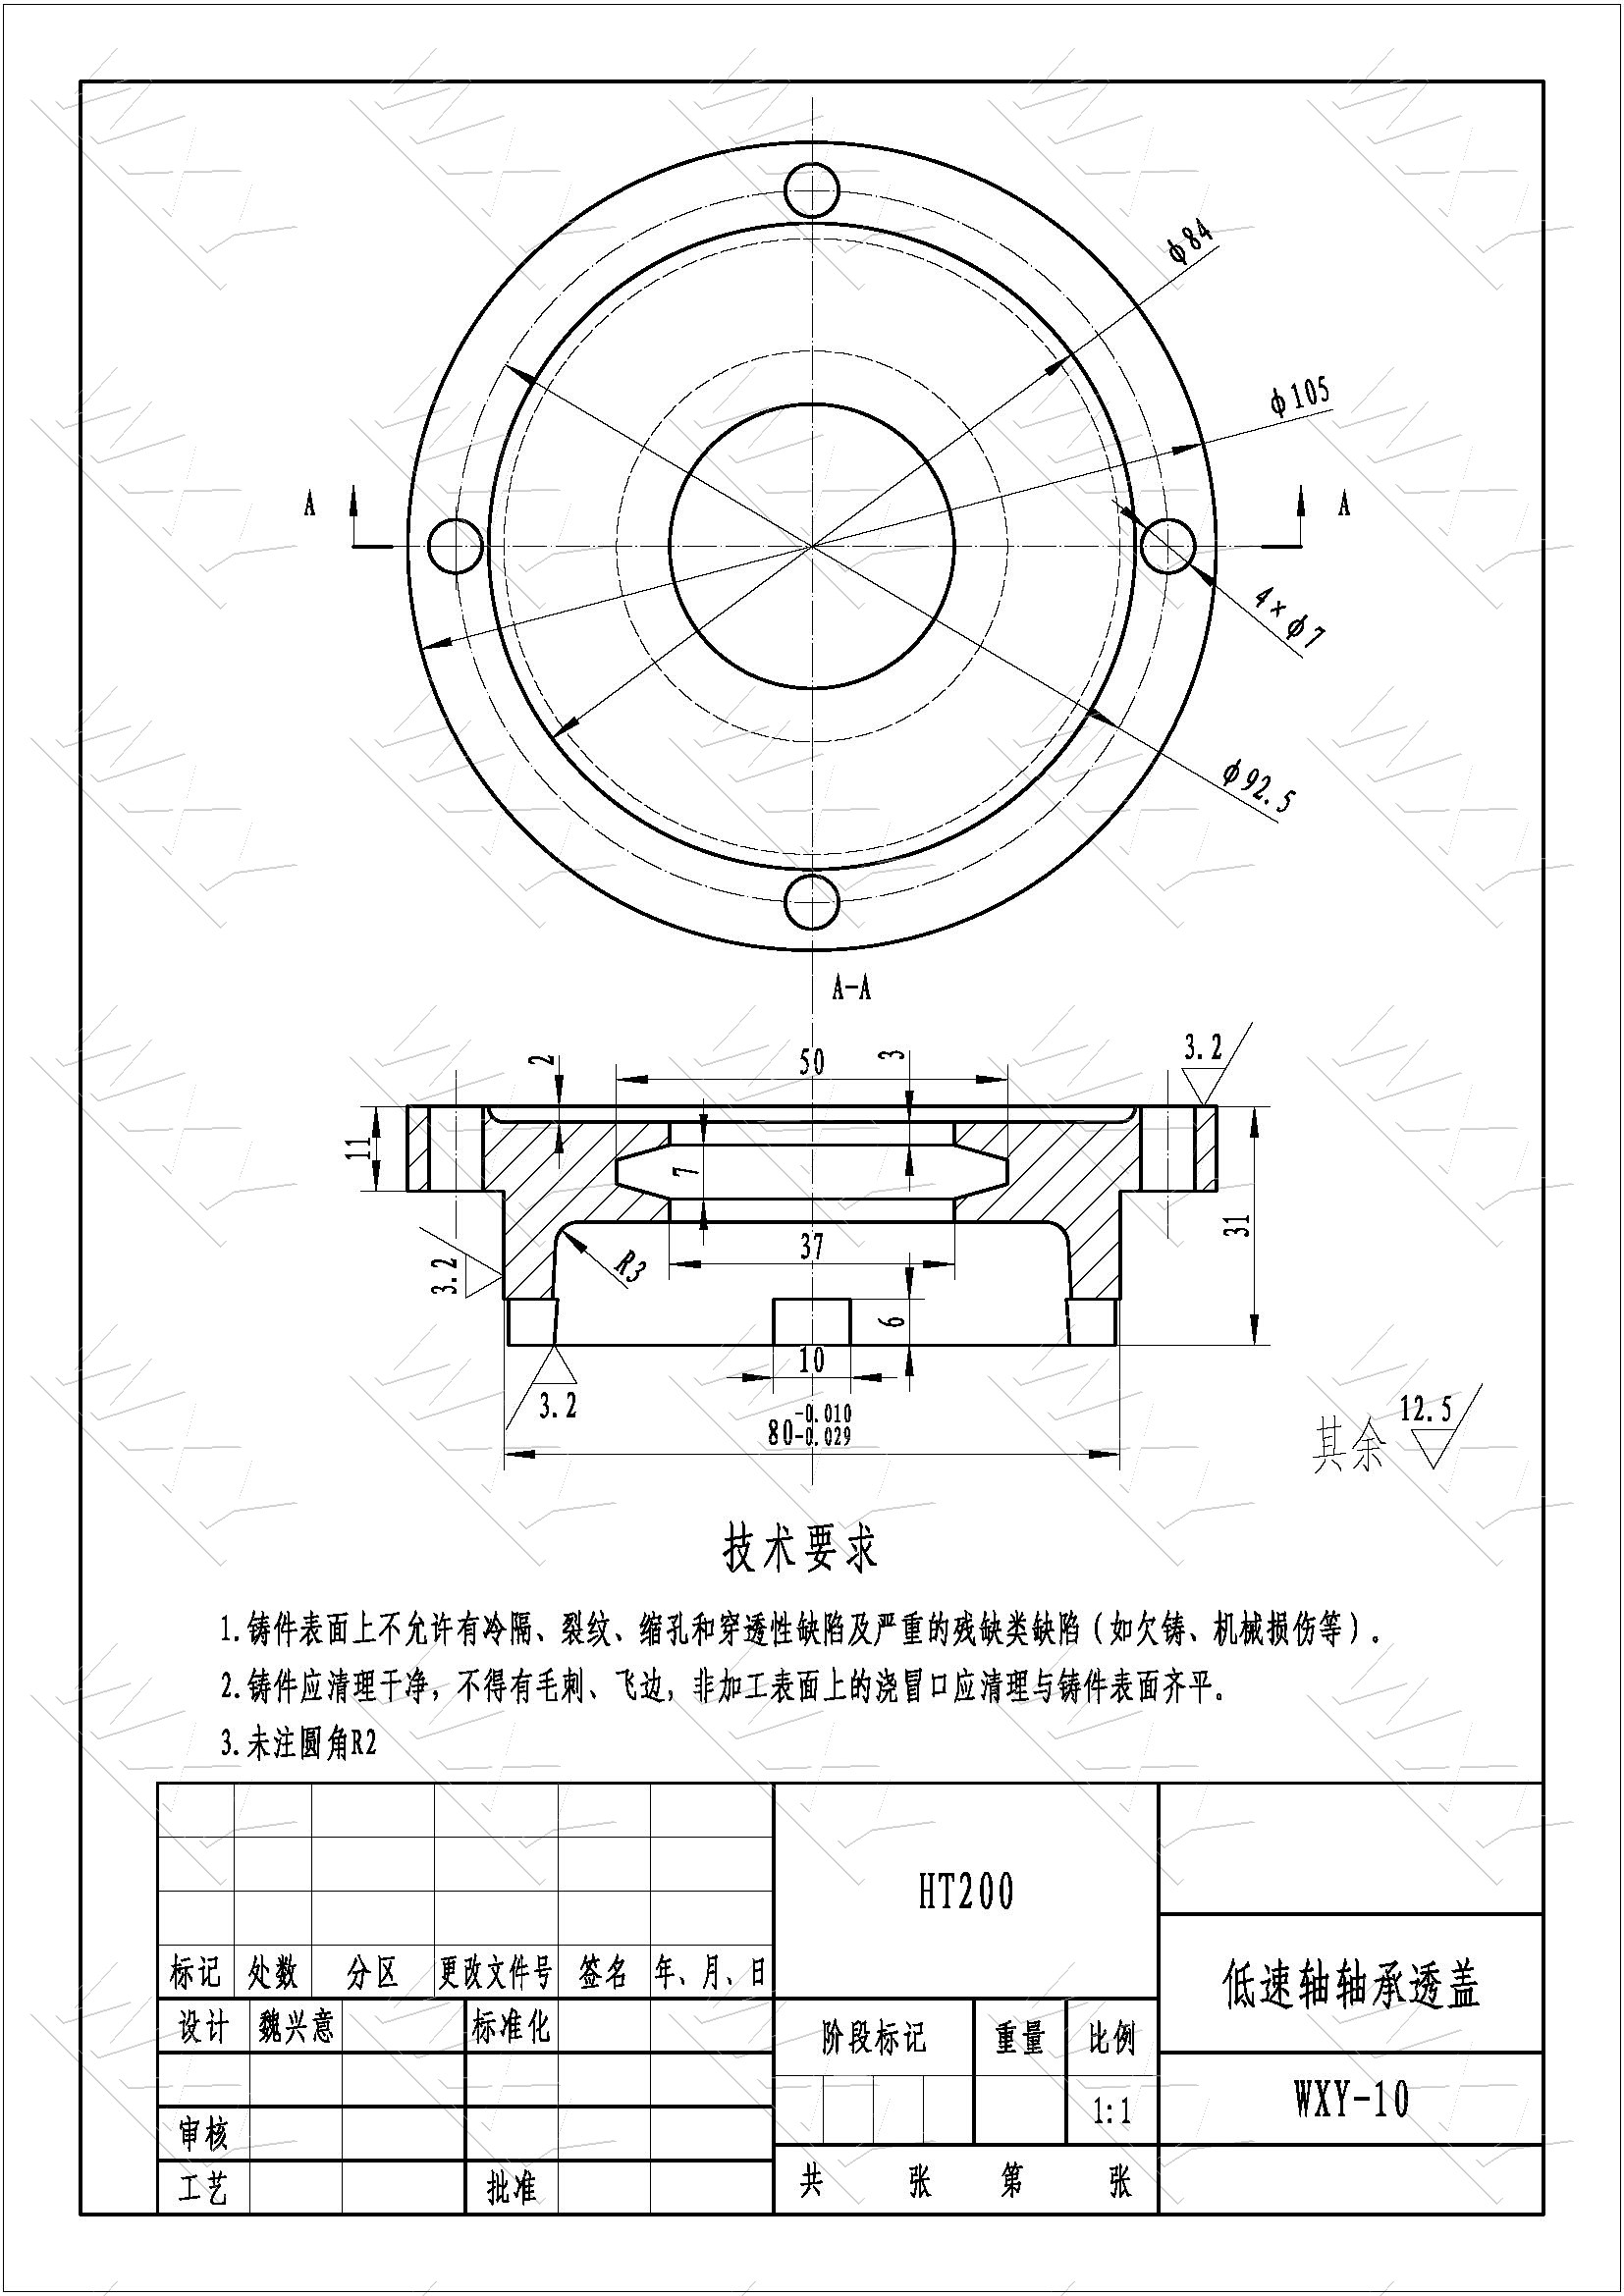 φ84
φ105
A
A
4×φ7
φ92.5
A-A
2
50
3
3.2
11
7
31
3.2
R3
37
6
10
3.2
80-0.010
-0.029
其余 12.5
技术要求
1.铸件表面上不允许有冷隔、裂纹、缩孔和穿透性缺陷及严重的残缺类缺陷（如欠铸、机械损伤等）。
2.铸件应清理干净，不得有毛刺、飞边，非加工表面上的浇冒口应清理与铸件表面齐平。
3.未注圆角R2
HT200
标记 处数 分区 更改文件号 签名 年、月、日
低速轴轴承透盖
设计 魏兴意 标准化
阶段标记 重量 比例
1:1
WXY-10
审核
工艺 批准
共 张 第 张